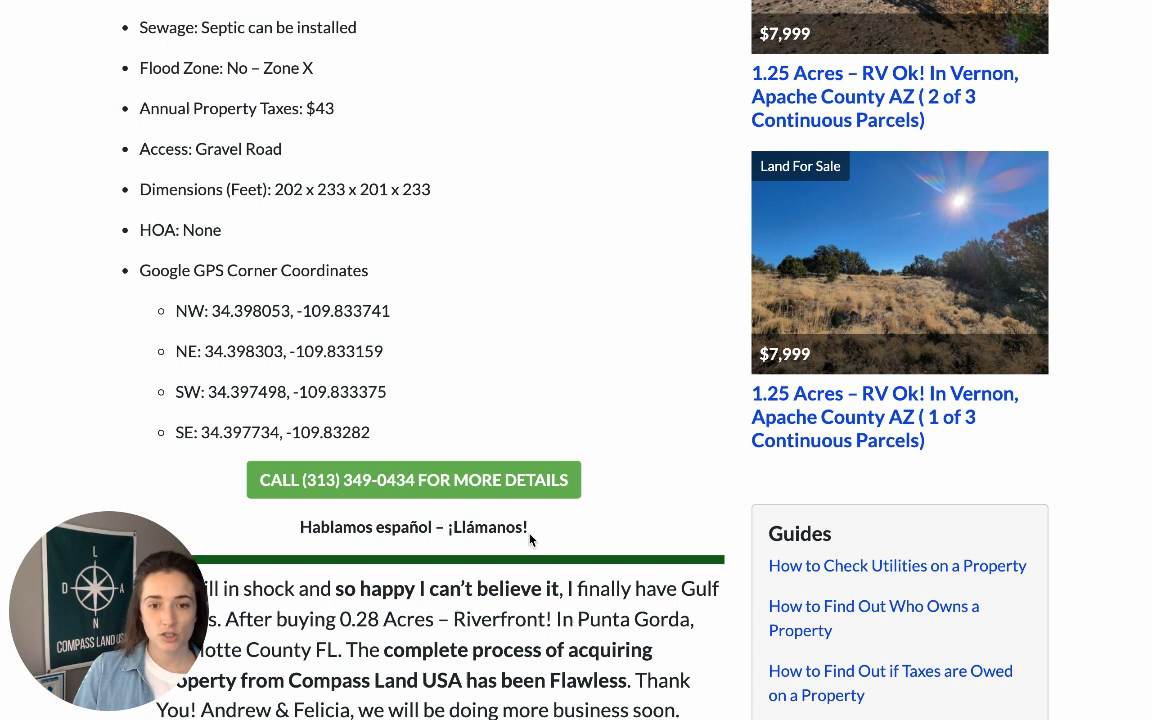 Sewage: Septic can be installed
Flood Zone: No – Zone X
Annual Property Taxes: $43
Access: Gravel Road
Dimensions (Feet): 202 x 233 x 201 x 233
HOA: None
Google GPS Corner Coordinates
NW: 34.398053, -109.833741
NE: 34.398303, -109.833159
SW: 34.397498, -109.833375
SE: 34.397734, -109.83282
CALL (313) 349-0434 FOR MORE DETAILS
Hablamos español – ¡Llámanos!
in shock and so happy I can’t believe it, I finally have Gulf
After buying 0.28 Acres – Riverfront! In Punta Gorda,
County FL. The complete process of acquiring
from Compass Land USA has been Flawless. Thank
You! Andrew & Felicia, we will be doing more business soon.
L
D A
N
COMPASS LAND USA
$7,999
1.25 Acres – RV Ok! In Vernon,
Apache County AZ ( 2 of 3
Continuous Parcels)
Land For Sale
$7,999
1.25 Acres – RV Ok! In Vernon,
Apache County AZ ( 1 of 3
Continuous Parcels)
Guides
How to Check Utilities on a Property
How to Find Out Who Owns a
Property
How to Find Out if Taxes are Owed
on a Property